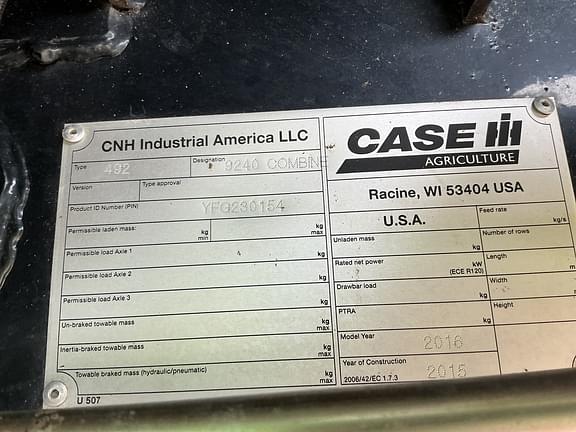 CNH Industrial America LLC
Type 492 Designation 9240 COMBINE
Version Type approval
Product ID Number (PIN) YFG230154
Permissible laden mass: kg min kg max
Permissible load Axle 1 kg
Permissible load Axle 2 kg
Permissible load Axle 3 kg
Un-braked towable mass kg max
Inertia-braked towable mass kg max
Towable braked mass (hydraulic/pneumatic) kg max
U 507
CASE IH
AGRICULTURE
Racine, WI 53404 USA
U.S.A. Feed rate kg/s
Unladen mass kg Number of rows
Rated net power kW (ECE R120) Length m
Drawbar load kg Width
PTRA kg Height
Model Year 2016
Year of Construction
2006/42/EC 1.7.3 2015